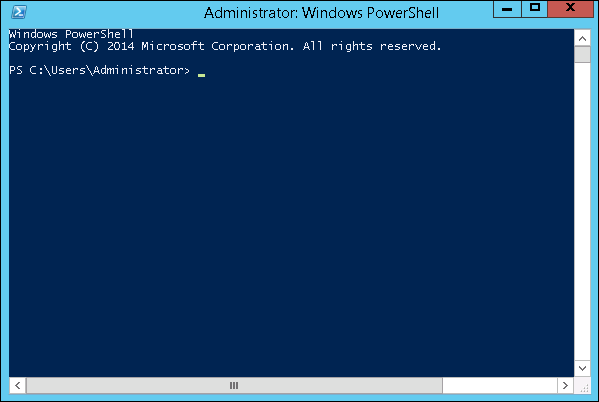 Administrator: Windows PowerShell
Windows PowerShell
Copyright (C) 2014 Microsoft Corporation. All rights reserved.
PS C:\Users\Administrator> _